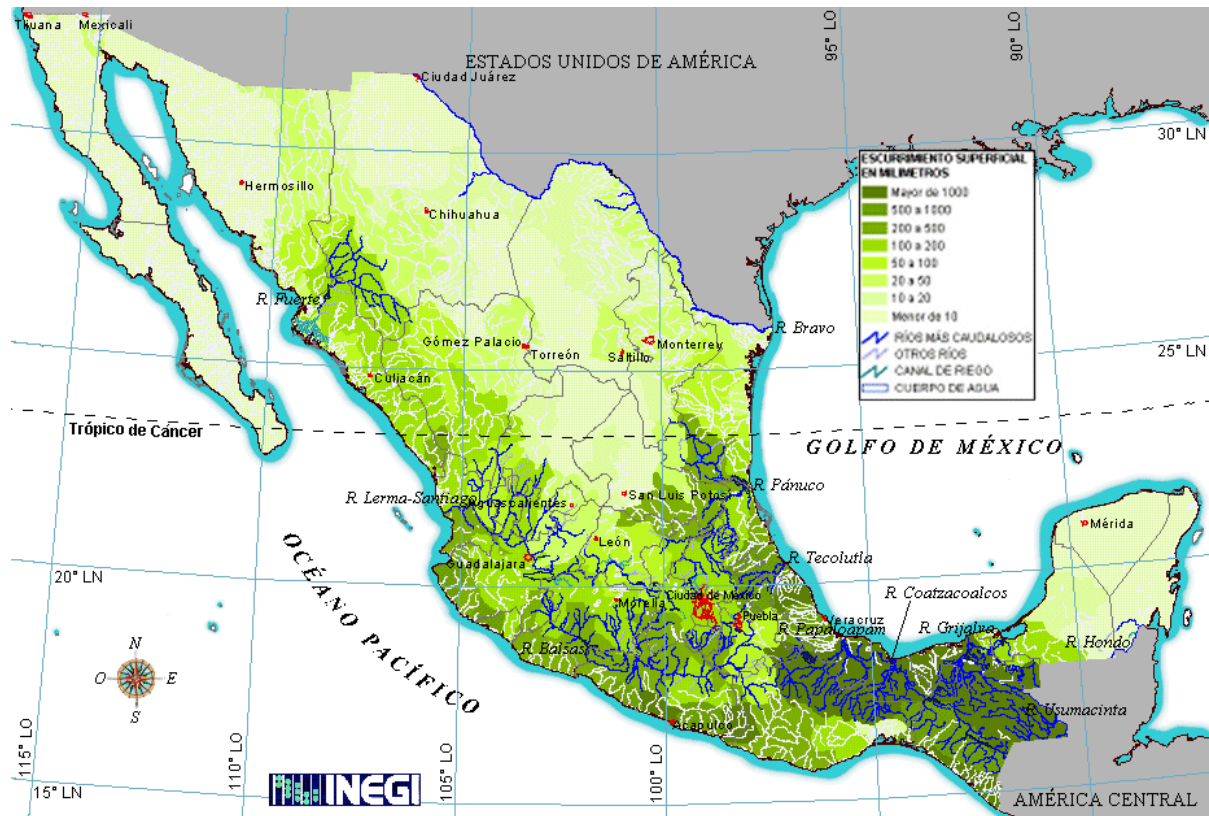 Tijuana
Mexicali
ESTADOS UNIDOS DE AMÉRICA
Ciudad Juárez
95° LO
90° LO
30° LN
ESCURRIMIENTO SUPERFICIAL
EN MILIMETROS
Mayor de 1000
500 a 1000
200 a 500
100 a 200
50 a 100
20 a 50
10 a 20
Menor de 10
RÍOS MÁS CAUDALOSOS
OTROS RÍOS
CANAL DE RIEGO
CUERPO DE AGUA
Hermosillo
Chihuahua
R. Fuerte
R. Bravo
Gómez Palacio
Torreón
Saltillo
Monterrey
25° LN
Culiacán
Trópico de Cáncer
GOLFO DE MÉXICO
R. Lerma-Santiago
Aguascalientes
San Luis Potosí
R. Pánuco
Mérida
León
Guadalajara
R. Tecolutla
20° LN
OCÉANO PACÍFICO
Ciudad de México
Morelia
Puebla
Veracruz
R. Coatzacoalcos
R. Papaloapam
R. Grijalva
R. Hondo
R. Balsas
R. Usumacinta
Acapulco
N
O
E
S
115° LO
110° LO
105° LO
100° LO
15° LN
INEGI
AMÉRICA CENTRAL